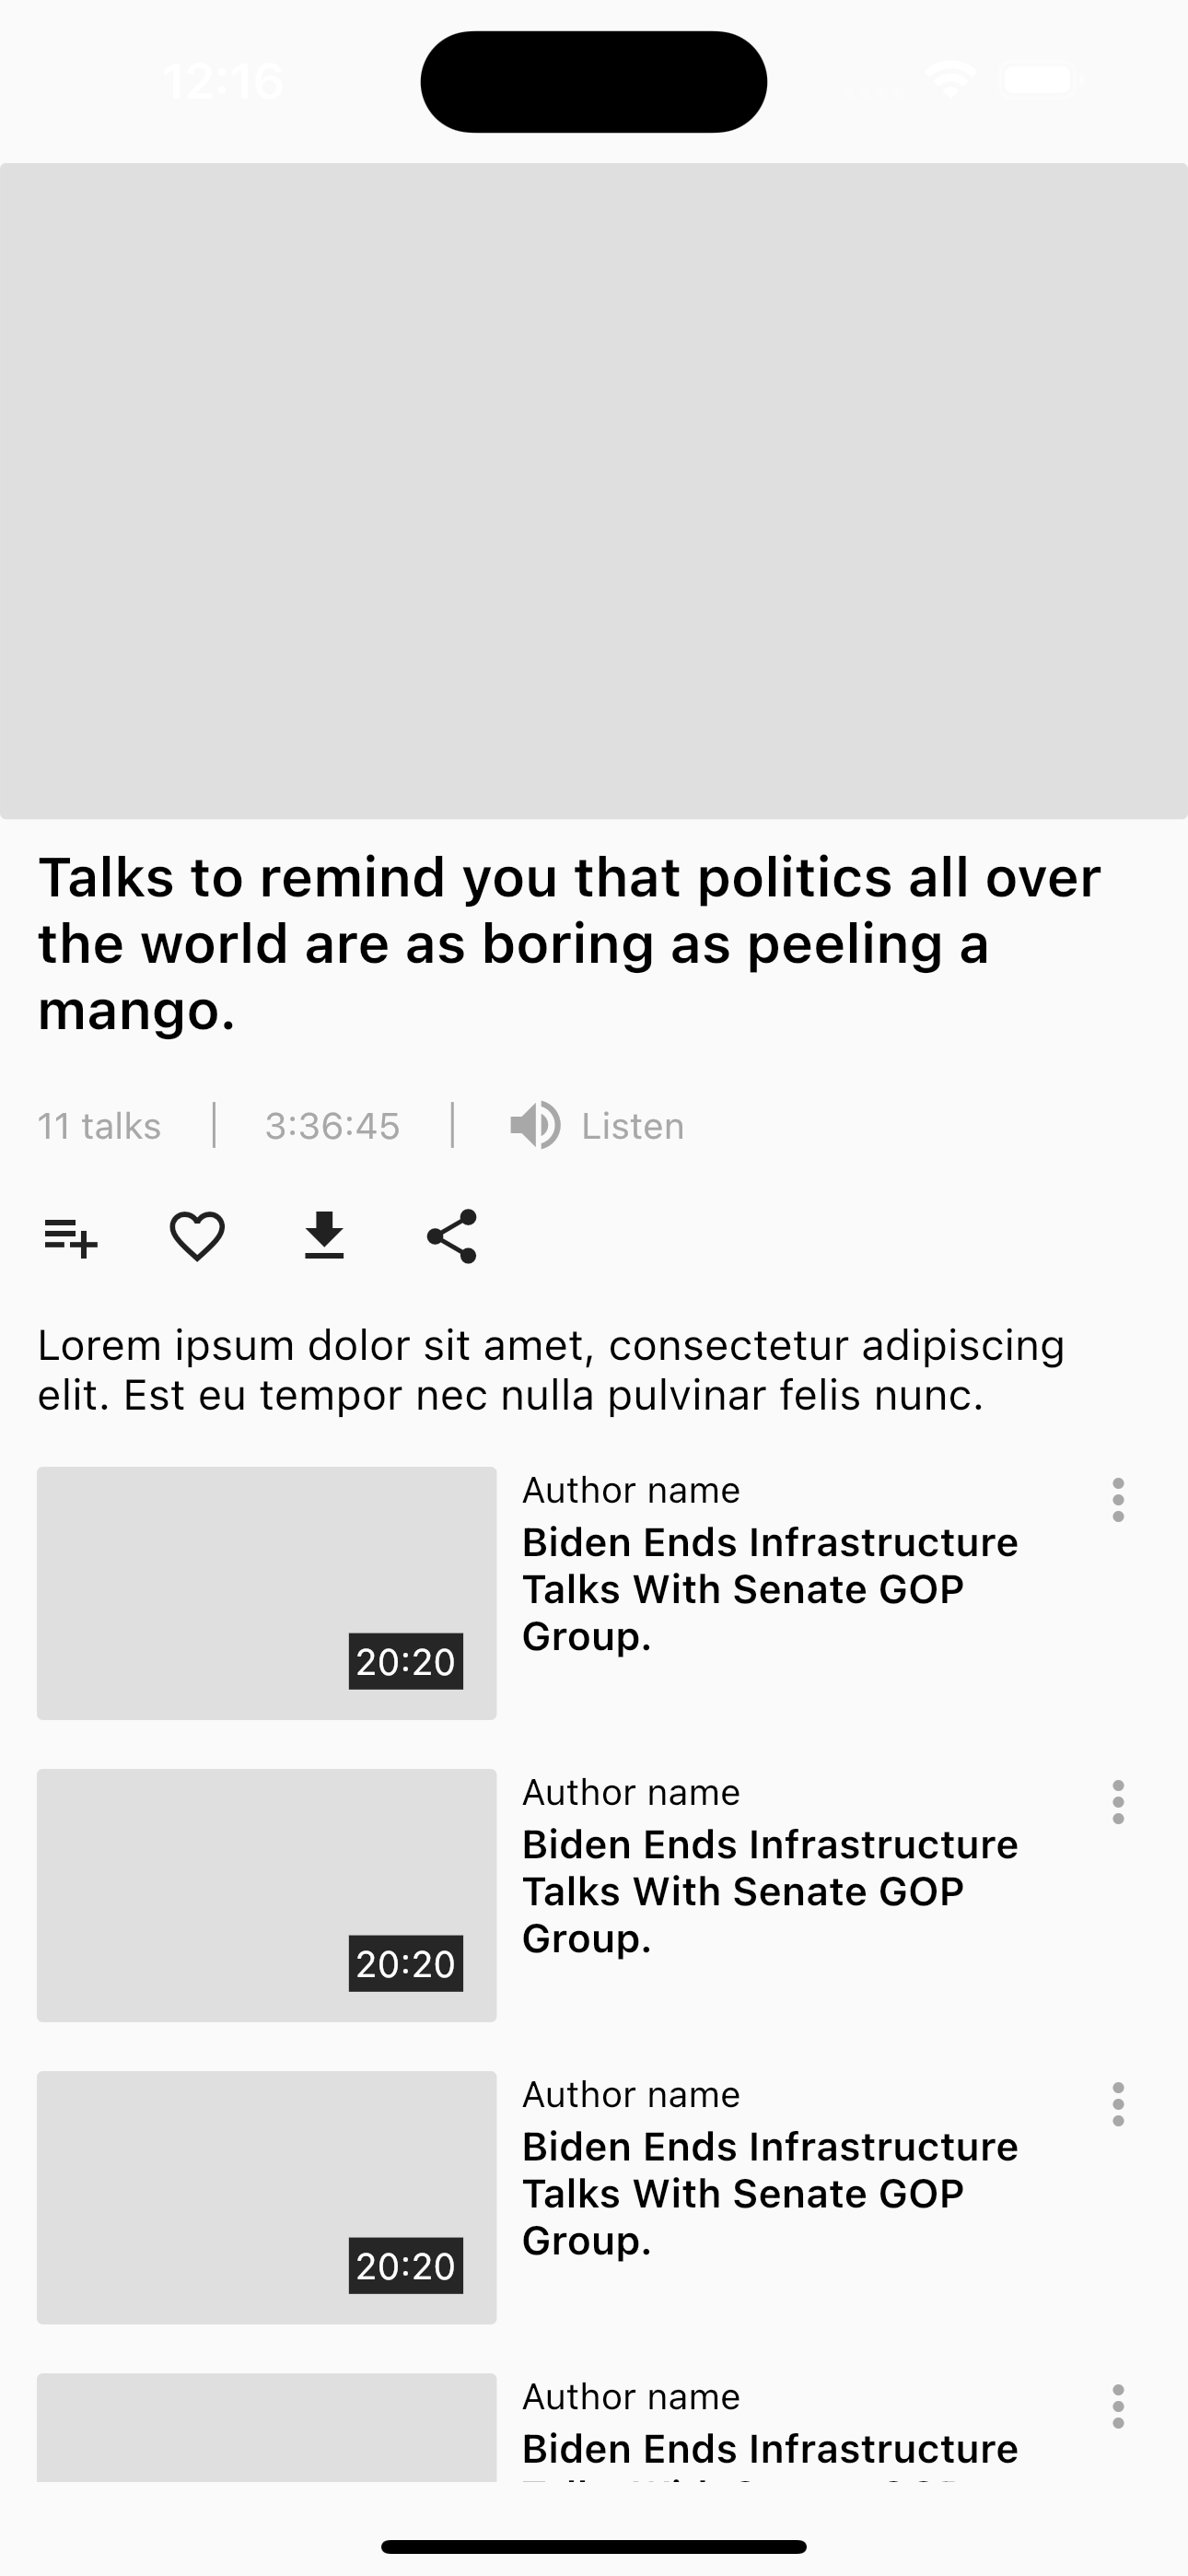 12:16
Talks to remind you that politics all over
the world are as boring as peeling a
mango.
11 talks | 3:36:45 | Listen
Lorem ipsum dolor sit amet, consectetur adipiscing
elit. Est eu tempor nec nulla pulvinar felis nunc.
Author name
Biden Ends Infrastructure
Talks With Senate GOP
Group.
20:20
Author name
Biden Ends Infrastructure
Talks With Senate GOP
Group.
20:20
Author name
Biden Ends Infrastructure
Talks With Senate GOP
Group.
20:20
Author name
Biden Ends Infrastructure